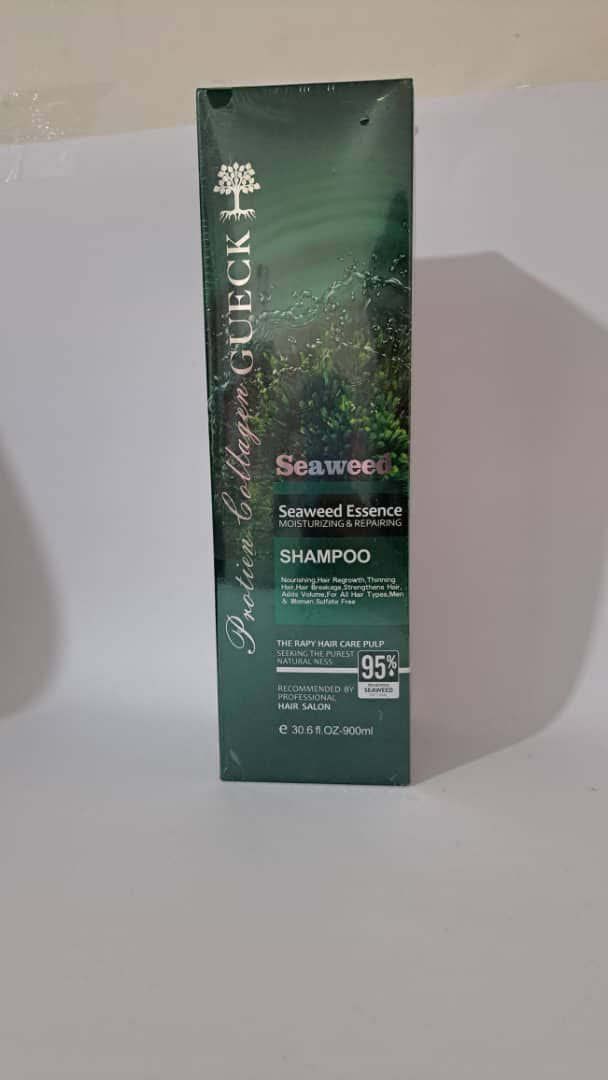 Protien Collagen GUECK
Seaweed
Seaweed Essence
MOISTURIZING & REPAIRING
SHAMPOO
Nourishing,Hair Regrowth,Thinning
Hair,Hair Breakage,Strengthens Hair,
Adds Volume,For All Hair Types,Men
& Woman.Sulfate Free
THE RAPY HAIR CARE PULP
SEEKING THE PUREST
NATURAL NESS
95%
SEAWEED
RECOMMENDED BY
PROFESSIONAL
HAIR SALON
e 30.6 fl.OZ-900ml